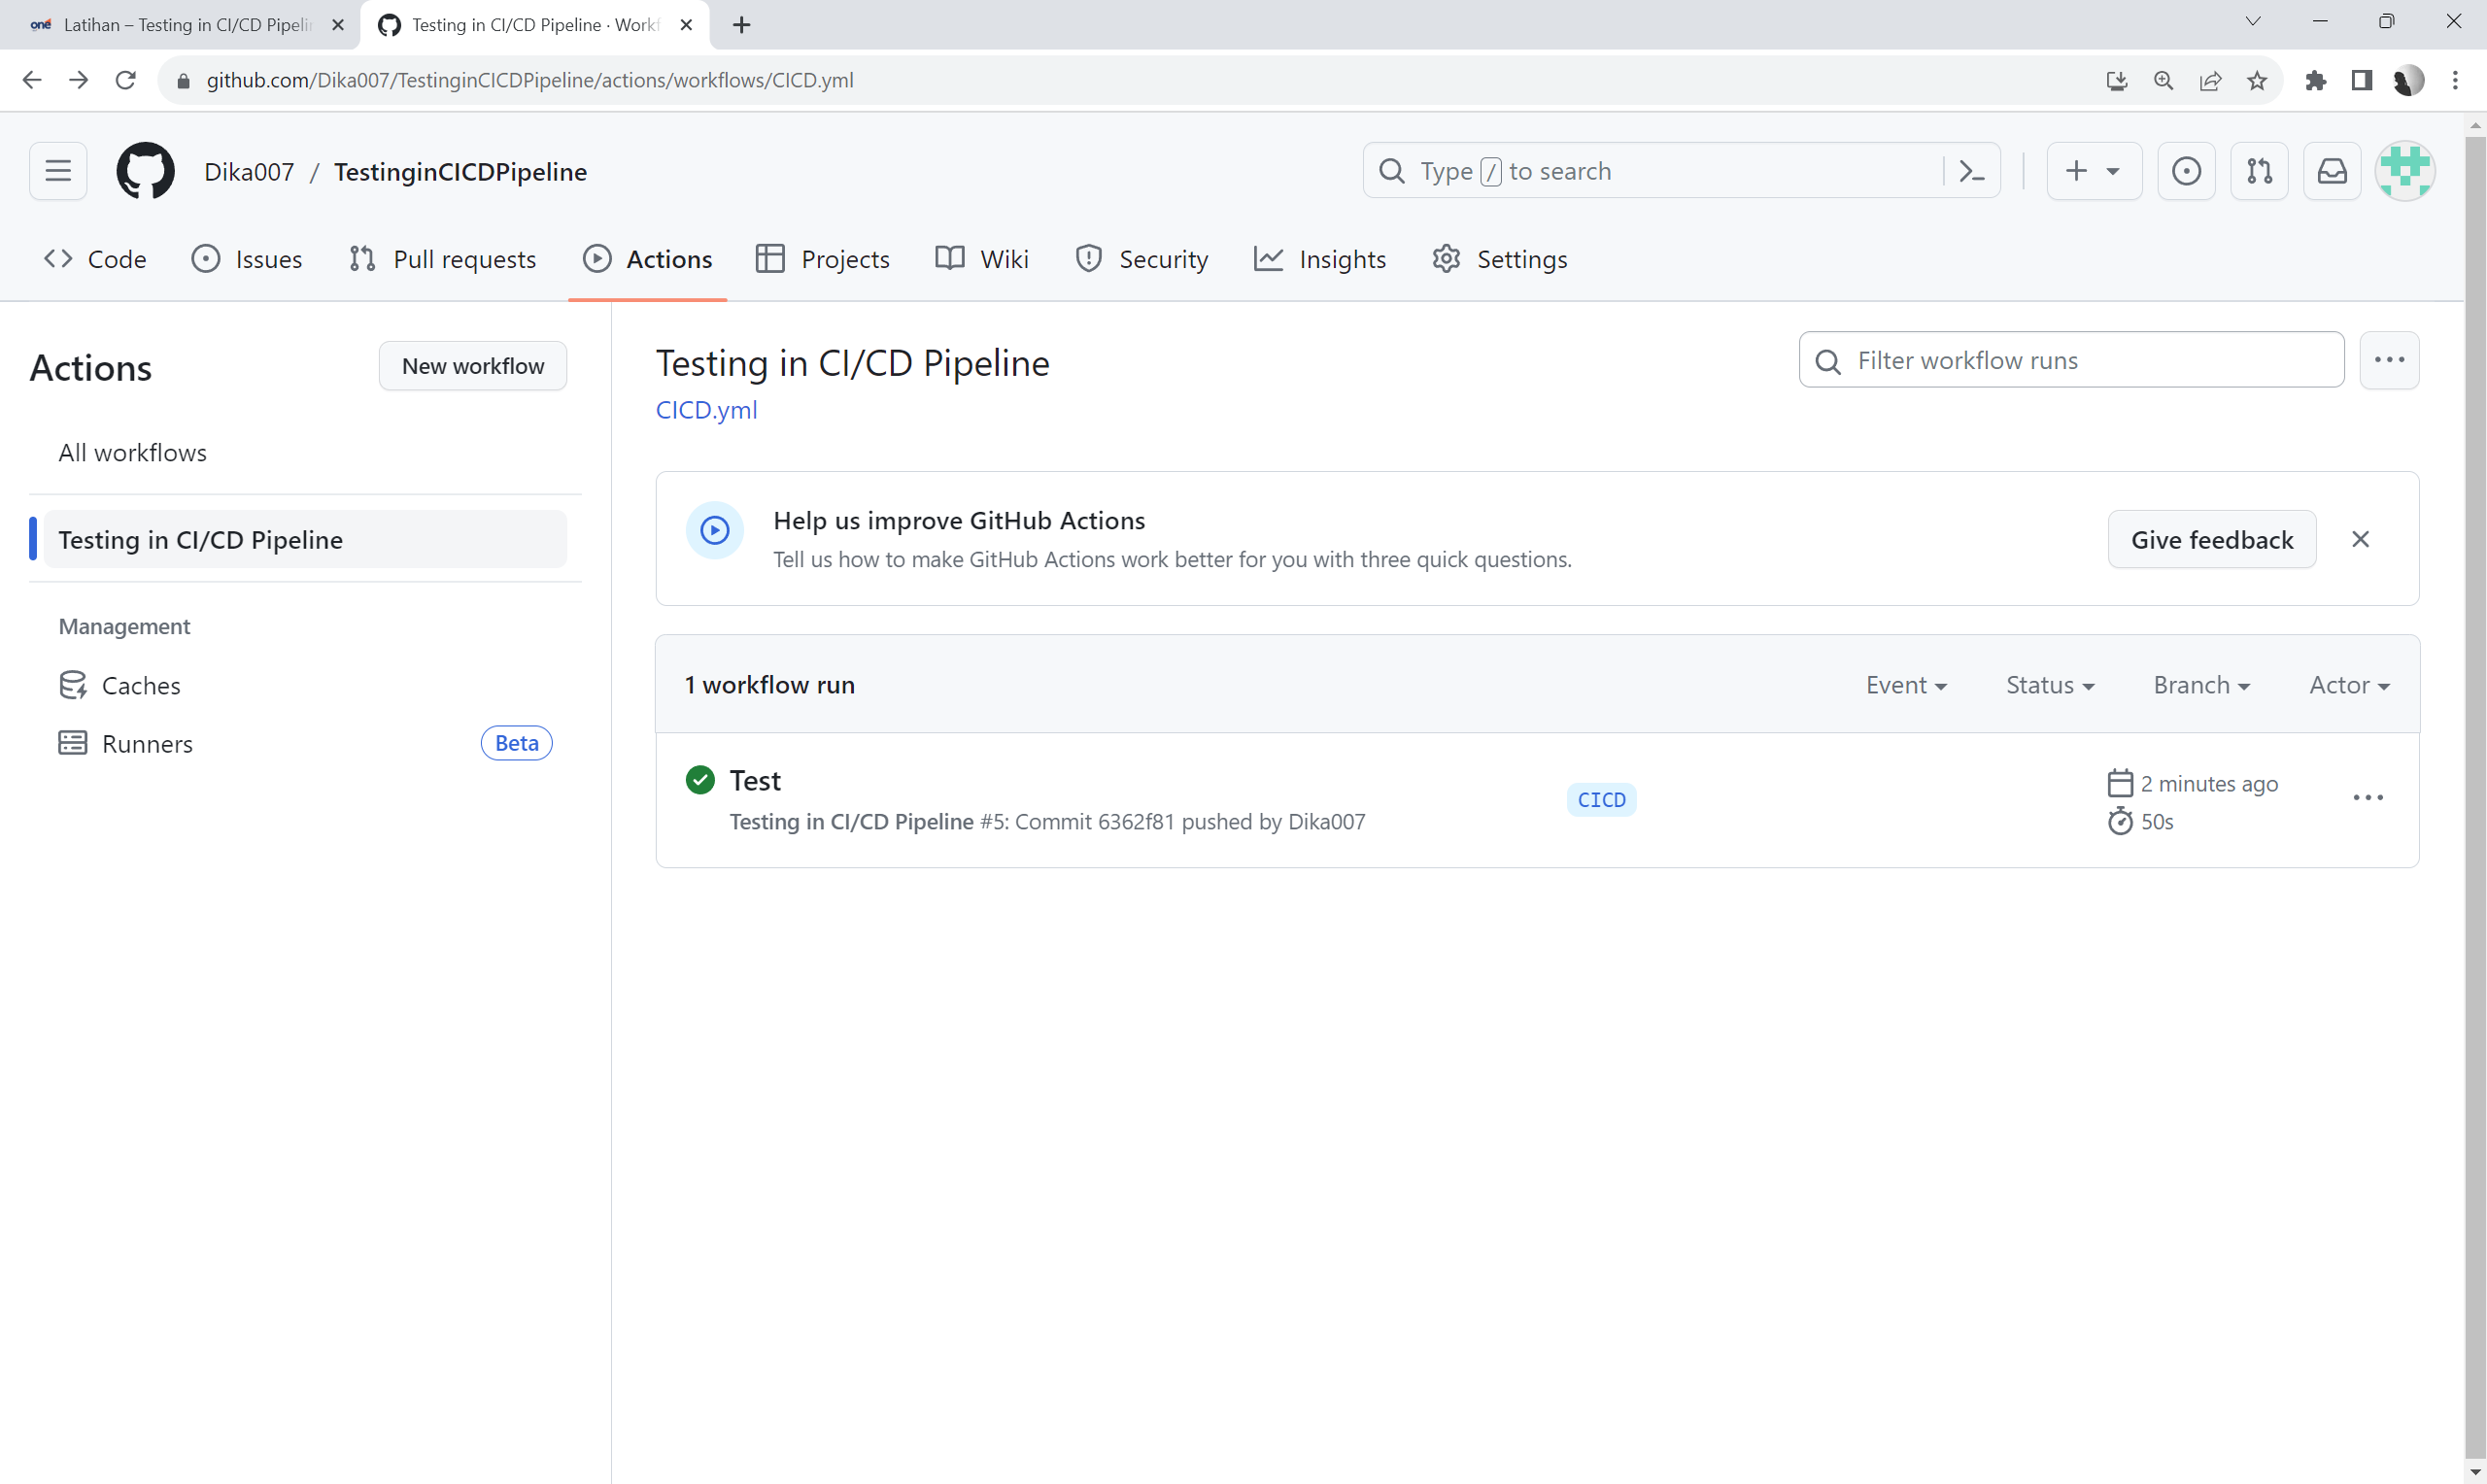 one Latihan – Testing in CI/CD Pipelin
Testing in CI/CD Pipeline · Workf
github.com/Dika007/TestinginCICDPipeline/actions/workflows/CICD.yml
Dika007 / TestinginCICDPipeline
Type / to search
Code Issues Pull requests Actions Projects Wiki Security Insights Settings
Actions
New workflow
All workflows
Testing in CI/CD Pipeline
Management
Caches
Runners Beta
Testing in CI/CD Pipeline
CICD.yml
Filter workflow runs
Help us improve GitHub Actions
Tell us how to make GitHub Actions work better for you with three quick questions.
Give feedback
1 workflow run
Event Status Branch Actor
Test
Testing in CI/CD Pipeline #5: Commit 6362f81 pushed by Dika007
CICD
2 minutes ago
50s